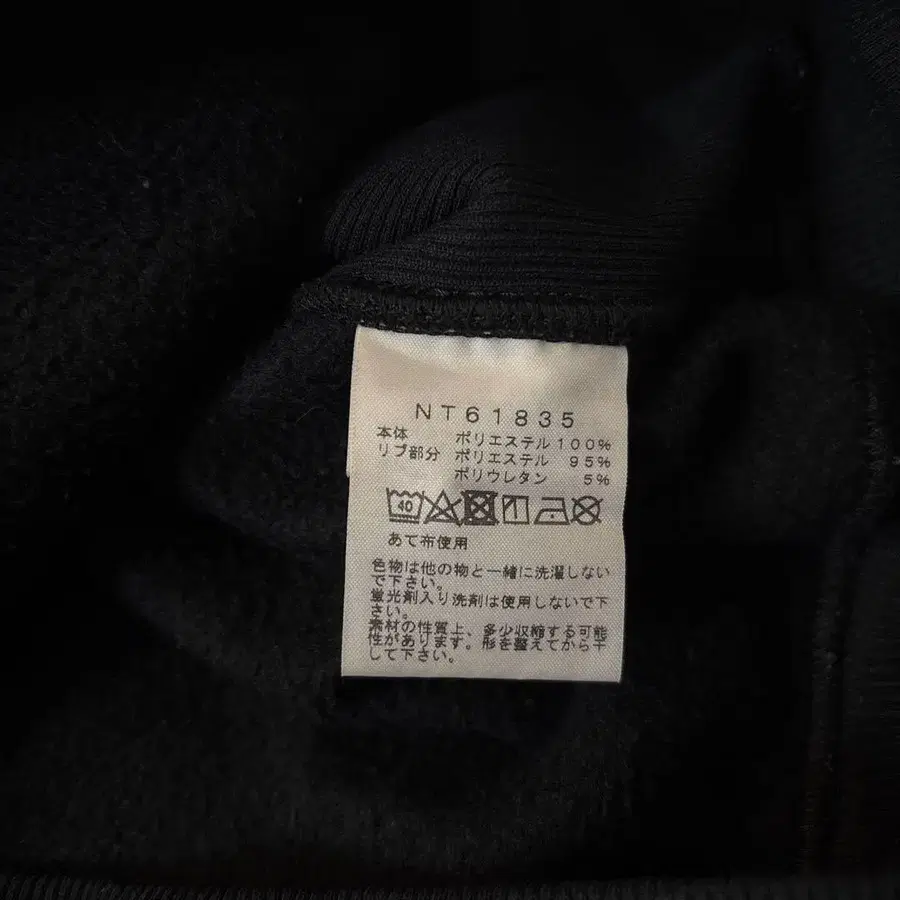 NT61835
本体 ポリエステル 100%
リブ部分 ポリエステル 95%
ポリウレタン 5%
40
あて布使用
色物は他の物と一緒に洗濯しない
で下さい。
蛍光剤入り洗剤は使用しないで下
さい。
素材の性質上、多少収縮する可能
性があります。形を整えてから干
して下さい。